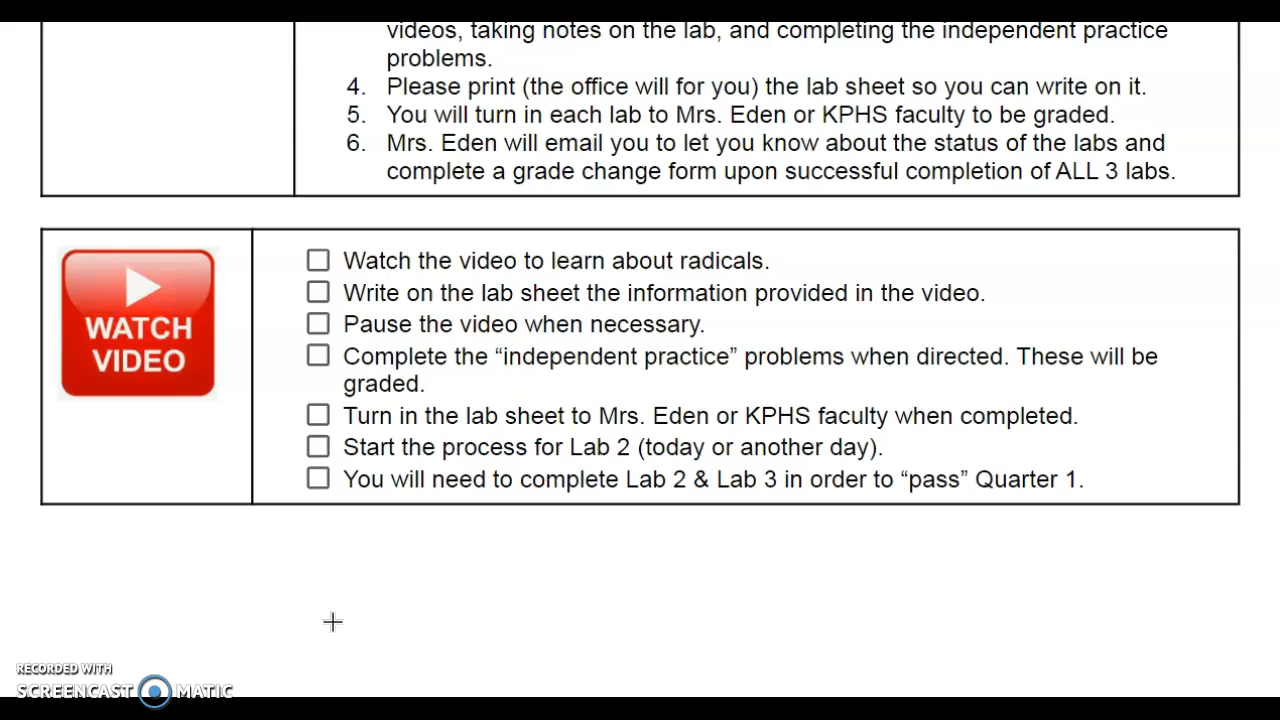 videos, taking notes on the lab, and completing the independent practice
problems.
4. Please print (the office will for you) the lab sheet so you can write on it.
5. You will turn in each lab to Mrs. Eden or KPHS faculty to be graded.
6. Mrs. Eden will email you to let you know about the status of the labs and
complete a grade change form upon successful completion of ALL 3 labs.
WATCH
VIDEO
Watch the video to learn about radicals.
Write on the lab sheet the information provided in the video.
Pause the video when necessary.
Complete the “independent practice” problems when directed. These will be
graded.
Turn in the lab sheet to Mrs. Eden or KPHS faculty when completed.
Start the process for Lab 2 (today or another day).
You will need to complete Lab 2 & Lab 3 in order to “pass” Quarter 1.
RECORDED WITH
SCREENCAST MATIC